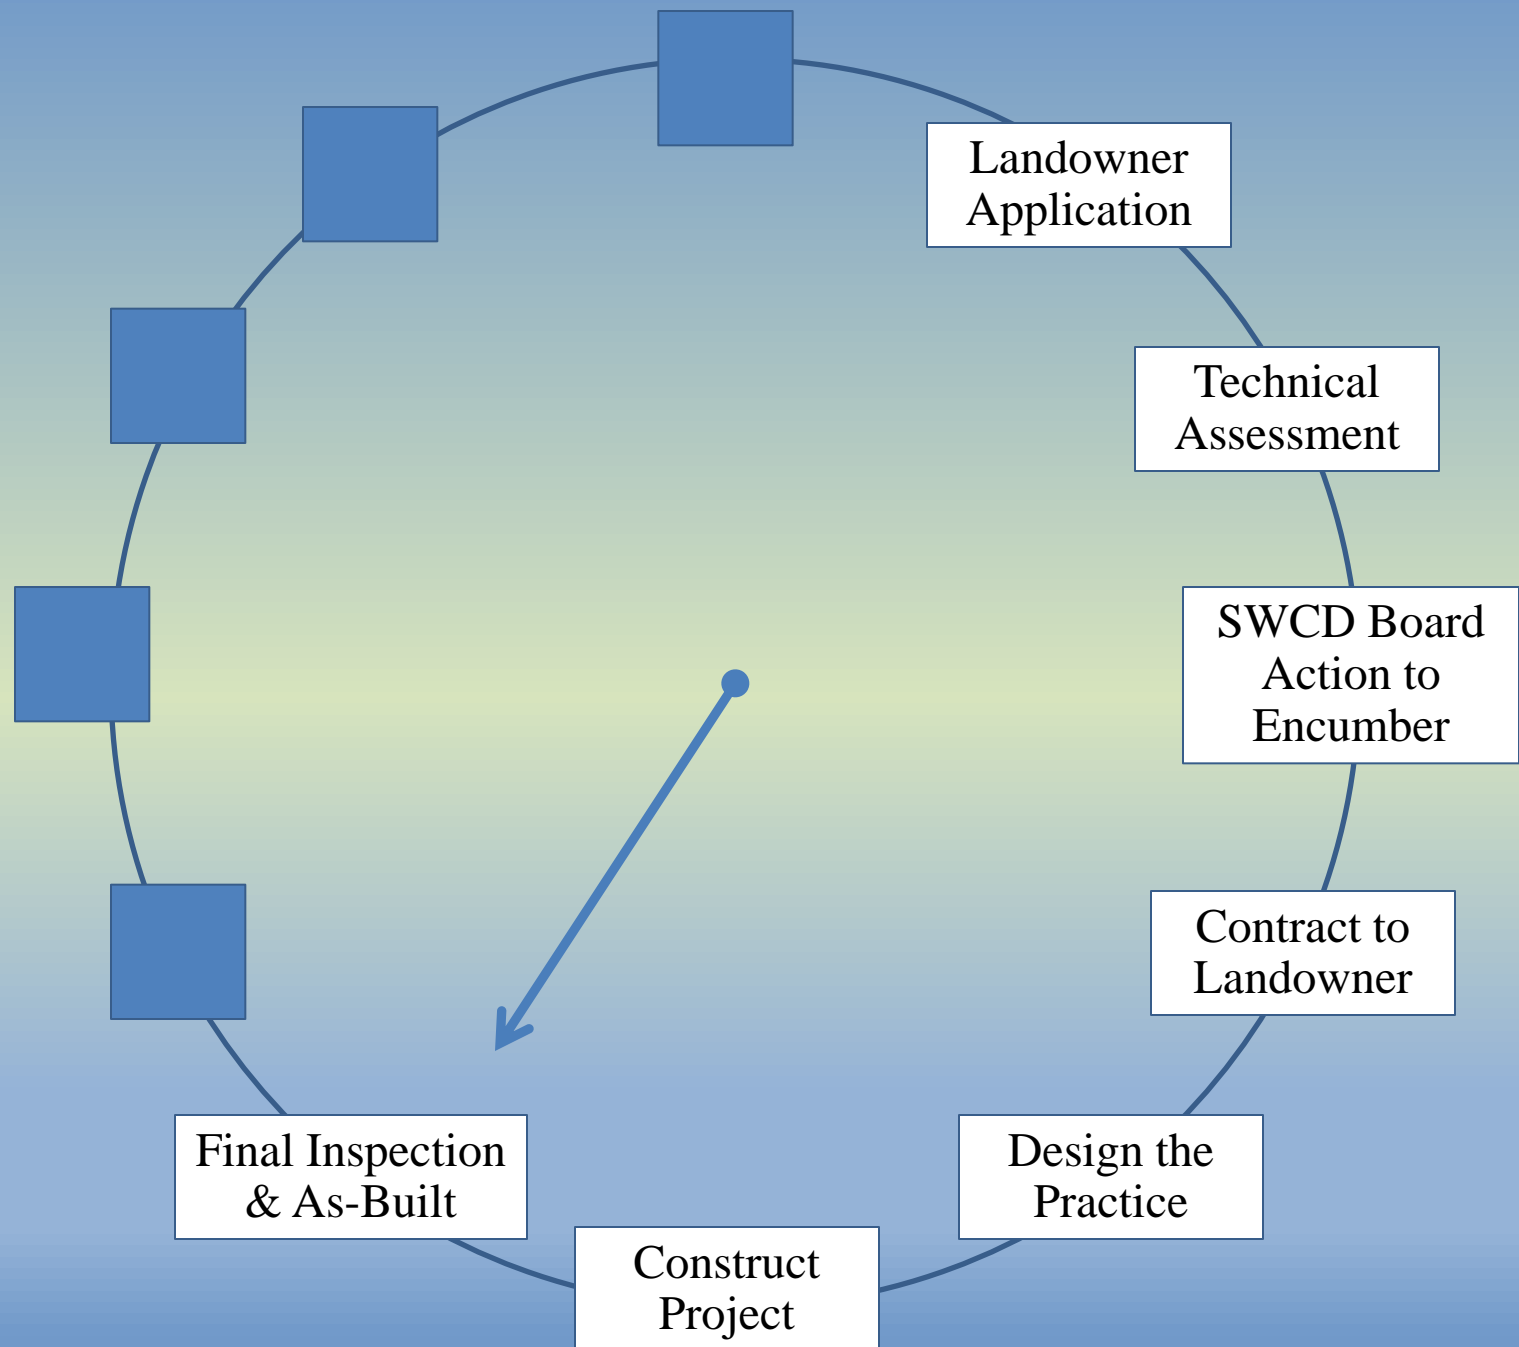 Landowner
Application
Technical
Assessment
SWCD Board
Action to
Encumber
Contract to
Landowner
Design the
Practice
Construct
Project
Final Inspection
& As-Built